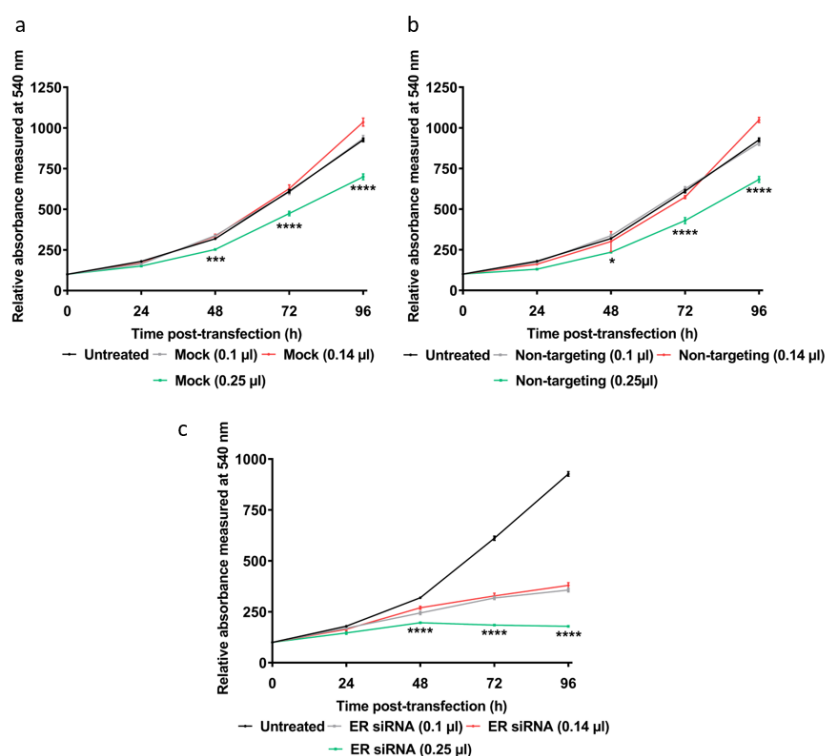 a
Relative absorbance measured at 540 nm
1250
1000
750
500
250
0
***
****
****
0 24 48 72 96
Time post-transfection (h)
Untreated Mock (0.1 µl) Mock (0.14 µl)
Mock (0.25 µl)
b
Relative absorbance measured at 540 nm
1250
1000
750
500
250
0
*
****
****
0 24 48 72 96
Time post-transfection (h)
Untreated Non-targeting (0.1 µl) Non-targeting (0.14 µl)
Non-targeting (0.25µl)
c
Relative absorbance measured at 540 nm
1000
750
500
250
0
**** **** ****
0 24 48 72 96
Time post-transfection (h)
Untreated ER siRNA (0.1 µl) ER siRNA (0.14 µl)
ER siRNA (0.25 µl)